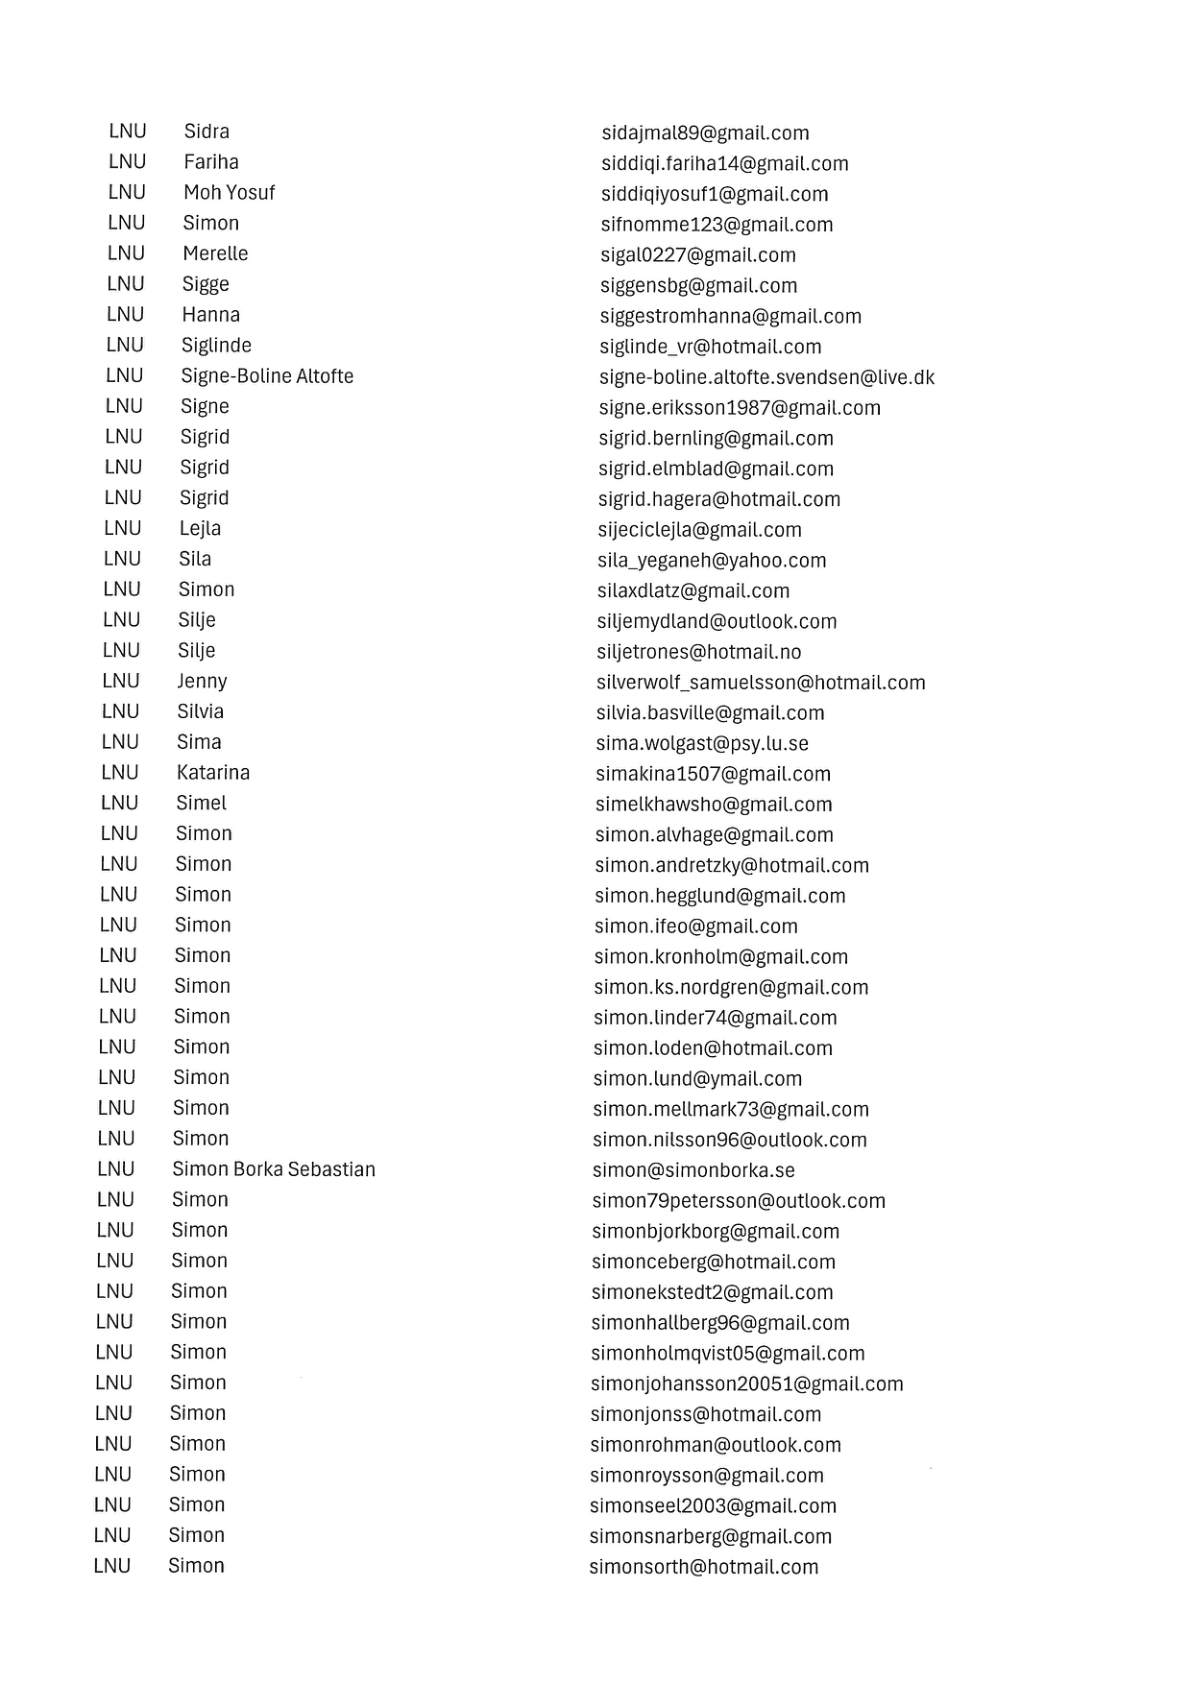 LNU Sidra sidajmal89@gmail.com
LNU Fariha siddiqi.fariha14@gmail.com
LNU Moh Yosuf siddiqiyosuf1@gmail.com
LNU Simon sifnomme123@gmail.com
LNU Merelle sigal0227@gmail.com
LNU Sigge siggensbg@gmail.com
LNU Hanna siggestromhanna@gmail.com
LNU Siglinde siglinde_vr@hotmail.com
LNU Signe-Boline Altofte signe-boline.altofte.svendsen@live.dk
LNU Signe signe.eriksson1987@gmail.com
LNU Sigrid sigrid.bernling@gmail.com
LNU Sigrid sigrid.elmblad@gmail.com
LNU Sigrid sigrid.hagera@hotmail.com
LNU Lejla sijeciclejla@gmail.com
LNU Sila sila_yeganeh@yahoo.com
LNU Simon silaxdlatz@gmail.com
LNU Silje siljemydland@outlook.com
LNU Silje siljetrones@hotmail.no
LNU Jenny silverwolf_samuelsson@hotmail.com
LNU Silvia silvia.basville@gmail.com
LNU Sima sima.wolgast@psy.lu.se
LNU Katarina simakina1507@gmail.com
LNU Simel simelkhawsho@gmail.com
LNU Simon simon.alvhage@gmail.com
LNU Simon simon.andretzky@hotmail.com
LNU Simon simon.hegglund@gmail.com
LNU Simon simon.ifeo@gmail.com
LNU Simon simon.kronholm@gmail.com
LNU Simon simon.ks.nordgren@gmail.com
LNU Simon simon.linder74@gmail.com
LNU Simon simon.loden@hotmail.com
LNU Simon simon.lund@ymail.com
LNU Simon simon.mellmark73@gmail.com
LNU Simon simon.nilsson96@outlook.com
LNU Simon Borka Sebastian simon@simonborka.se
LNU Simon simon79petersson@outlook.com
LNU Simon simonbjorkborg@gmail.com
LNU Simon simonceberg@hotmail.com
LNU Simon simonekstedt2@gmail.com
LNU Simon simonhallberg96@gmail.com
LNU Simon simonholmqvist05@gmail.com
LNU Simon simonjohansson20051@gmail.com
LNU Simon simonjonss@hotmail.com
LNU Simon simonrohman@outlook.com
LNU Simon simonroysson@gmail.com
LNU Simon simonseel2003@gmail.com
LNU Simon simonsnarberg@gmail.com
LNU Simon simonsorth@hotmail.com